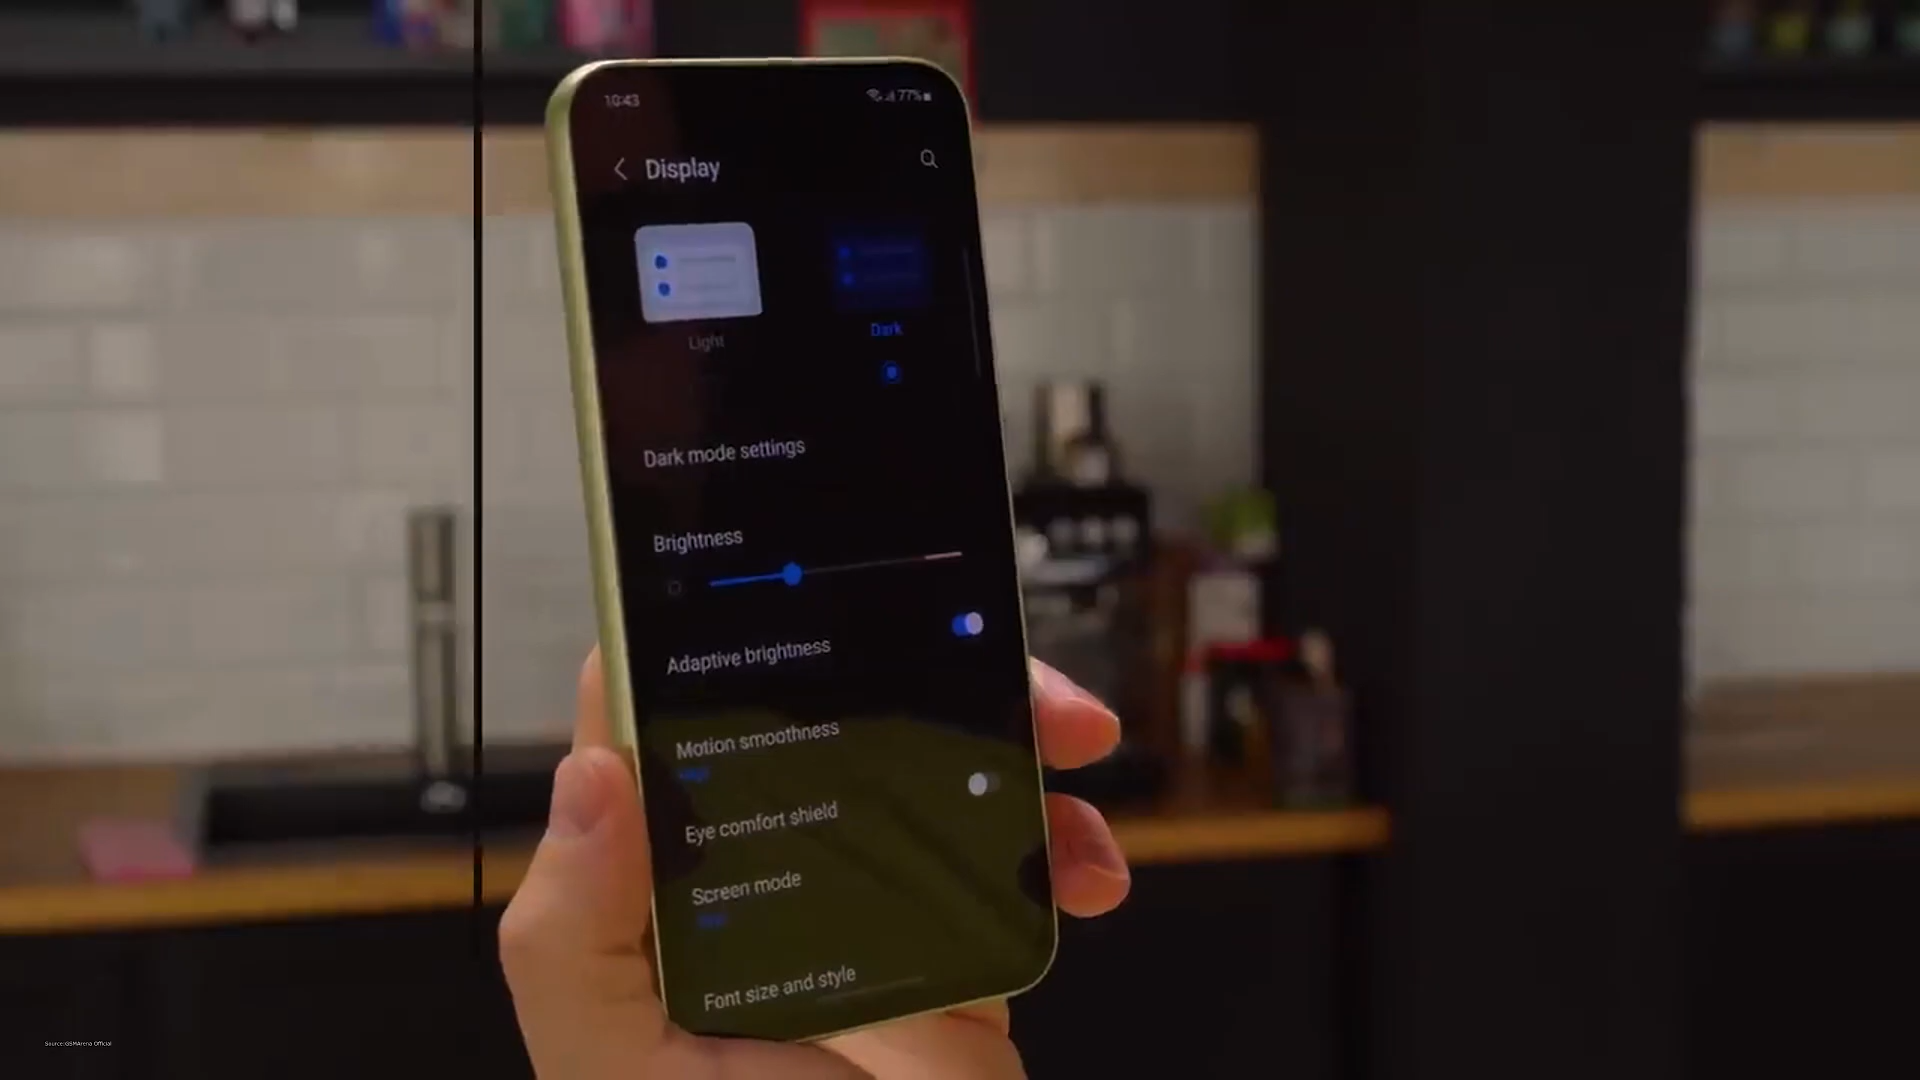 10:43
77%
Display
Light
Dark
Dark mode settings
Brightness
Adaptive brightness
Motion smoothness
Eye comfort shield
Screen mode
Font size and style
Source:GSMArena Official